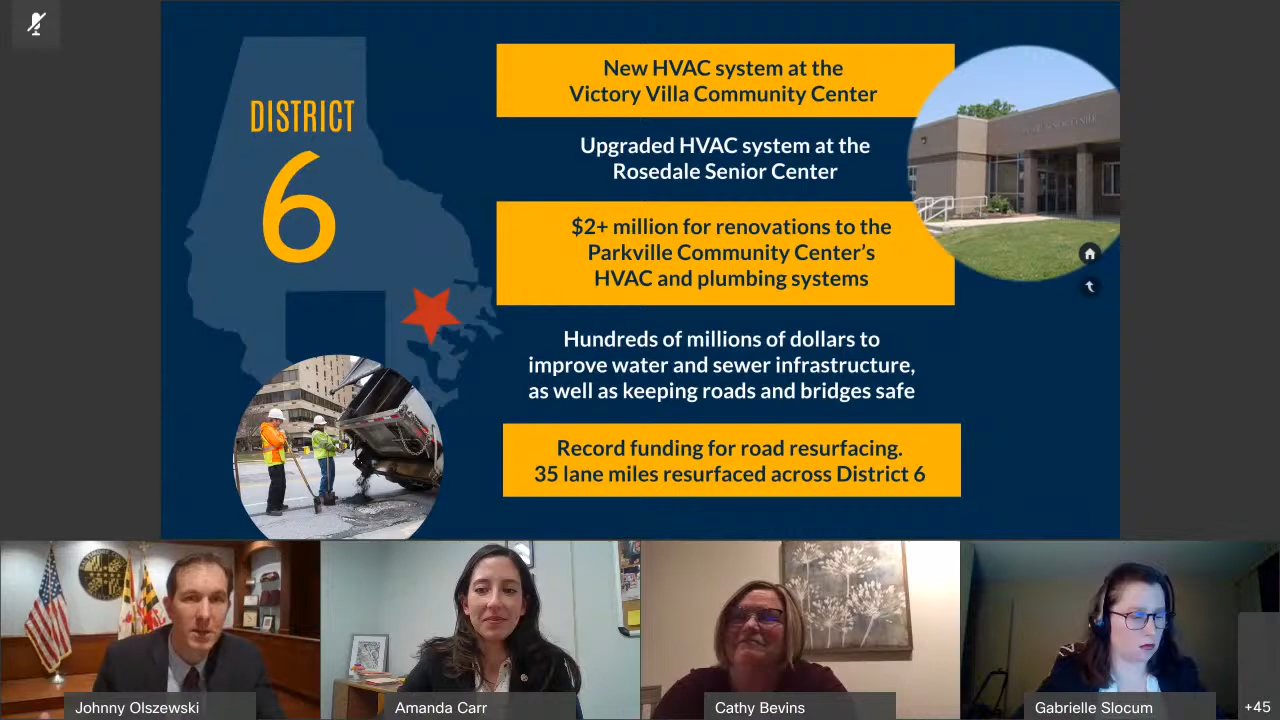 DISTRICT
6
New HVAC system at the
Victory Villa Community Center
Upgraded HVAC system at the
Rosedale Senior Center
$2+ million for renovations to the
Parkville Community Center’s
HVAC and plumbing systems
Hundreds of millions of dollars to
improve water and sewer infrastructure,
as well as keeping roads and bridges safe
Record funding for road resurfacing.
35 lane miles resurfaced across District 6
Johnny Olszewski
Amanda Carr
Cathy Bevins
Gabrielle Slocum
+45